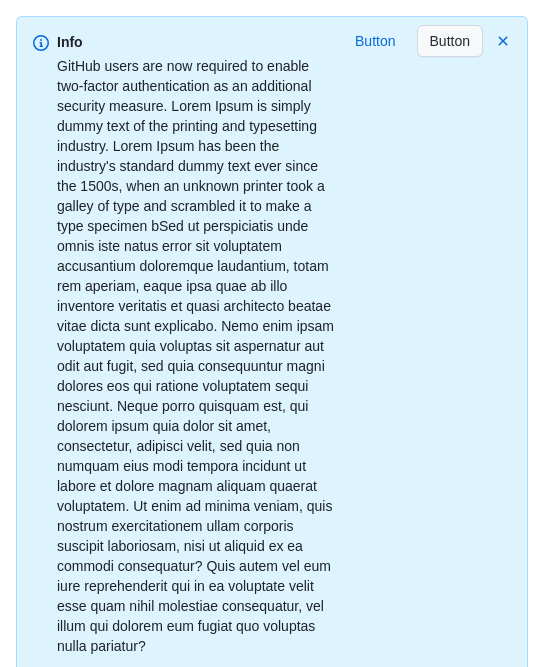 Info
Button
Button
GitHub users are now required to enable
two-factor authentication as an additional
security measure. Lorem Ipsum is simply
dummy text of the printing and typesetting
industry. Lorem Ipsum has been the
industry's standard dummy text ever since
the 1500s, when an unknown printer took a
galley of type and scrambled it to make a
type specimen bSed ut perspiciatis unde
omnis iste natus error sit voluptatem
accusantium doloremque laudantium, totam
rem aperiam, eaque ipsa quae ab illo
inventore veritatis et quasi architecto beatae
vitae dicta sunt explicabo. Nemo enim ipsam
voluptatem quia voluptas sit aspernatur aut
odit aut fugit, sed quia consequuntur magni
dolores eos qui ratione voluptatem sequi
nesciunt. Neque porro quisquam est, qui
dolorem ipsum quia dolor sit amet,
consectetur, adipisci velit, sed quia non
numquam eius modi tempora incidunt ut
labore et dolore magnam aliquam quaerat
voluptatem. Ut enim ad minima veniam, quis
nostrum exercitationem ullam corporis
suscipit laboriosam, nisi ut aliquid ex ea
commodi consequatur? Quis autem vel eum
iure reprehenderit qui in ea voluptate velit
esse quam nihil molestiae consequatur, vel
illum qui dolorem eum fugiat quo voluptas
nulla pariatur?